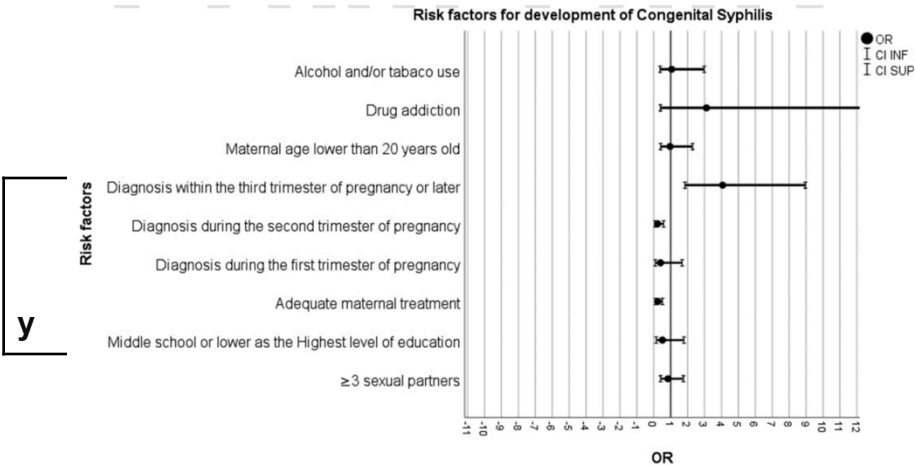 Risk factors for development of Congenital Syphilis
OR
CI INF
CI SUP
Alcohol and/or tabaco use
Drug addiction
Maternal age lower than 20 years old
Diagnosis within the third trimester of pregnancy or later
Diagnosis during the second trimester of pregnancy
Diagnosis during the first trimester of pregnancy
Adequate maternal treatment
Middle school or lower as the Highest level of education
≥3 sexual partners
Risk factors
y
-11 -10 -9 -8 -7 -6 -5 -4 -3 -2 -1 0 1 2 3 4 5 6 7 8 9 10 11 12
OR